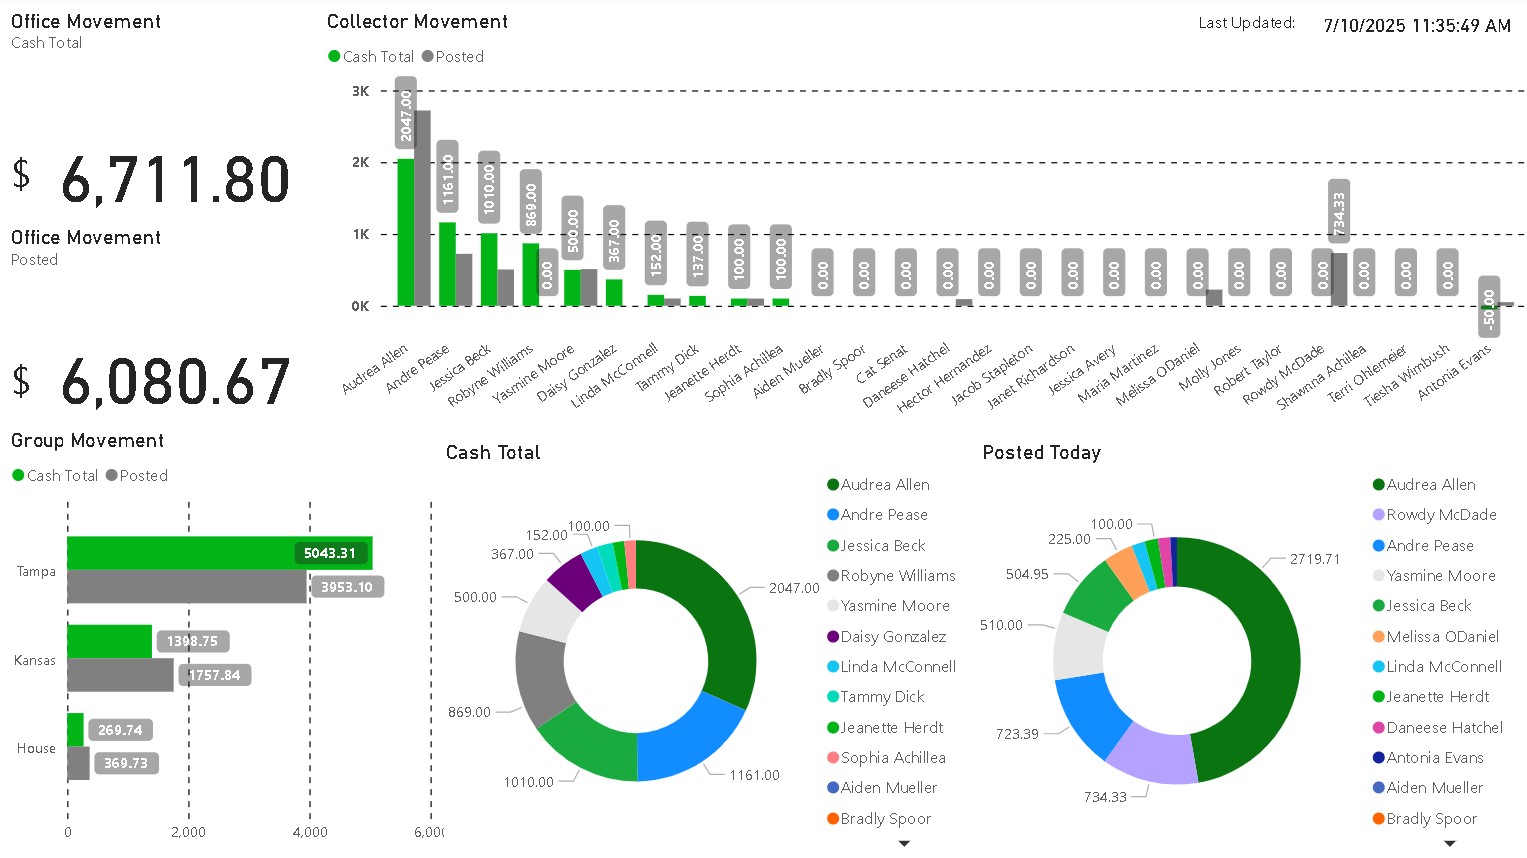 Office Movement
Cash Total
$ 6,711.80
Office Movement
Posted
$ 6,080.67
Collector Movement
Last Updated: 7/10/2025 11:35:49 AM
Cash Total Posted
3K
2K
1K
0K
2047.00
1161.00
1010.00
869.00
0.00
500.00
367.00
152.00
137.00
100.00
100.00
0.00
0.00
0.00
0.00
0.00
0.00
0.00
0.00
0.00
0.00
0.00
0.00
0.00
734.33
0.00
0.00
0.00
-50.00
Audrea Allen
Andre Pease
Jessica Beck
Robyne Williams
Yasmine Moore
Daisy Gonzalez
Linda McConnell
Tammy Dick
Jeanette Herdt
Sophia Achillea
Aiden Mueller
Bradly Spoor
Cat Senat
Daneese Hatchel
Hector Hernandez
Jacob Stapleton
Janet Richardson
Jessica Avery
Maria Martinez
Melissa ODaniel
Molly Jones
Robert Taylor
Rowdy McDade
Shawnna Achillea
Terri Ohlemeier
Tiesha Wimbush
Antonia Evans
Group Movement
Cash Total Posted
Tampa
5043.31
3953.10
Kansas
1398.75
1757.84
House
269.74
369.73
0
2,000
4,000
6,000
Cash Total
100.00
152.00
367.00
500.00
869.00
1010.00
1161.00
2047.00
Audrea Allen
Andre Pease
Jessica Beck
Robyne Williams
Yasmine Moore
Daisy Gonzalez
Linda McConnell
Tammy Dick
Jeanette Herdt
Sophia Achillea
Aiden Mueller
Bradly Spoor
Posted Today
100.00
225.00
504.95
510.00
723.39
734.33
2719.71
Audrea Allen
Rowdy McDade
Andre Pease
Yasmine Moore
Jessica Beck
Melissa ODaniel
Linda McConnell
Jeanette Herdt
Daneese Hatchel
Antonia Evans
Aiden Mueller
Bradly Spoor